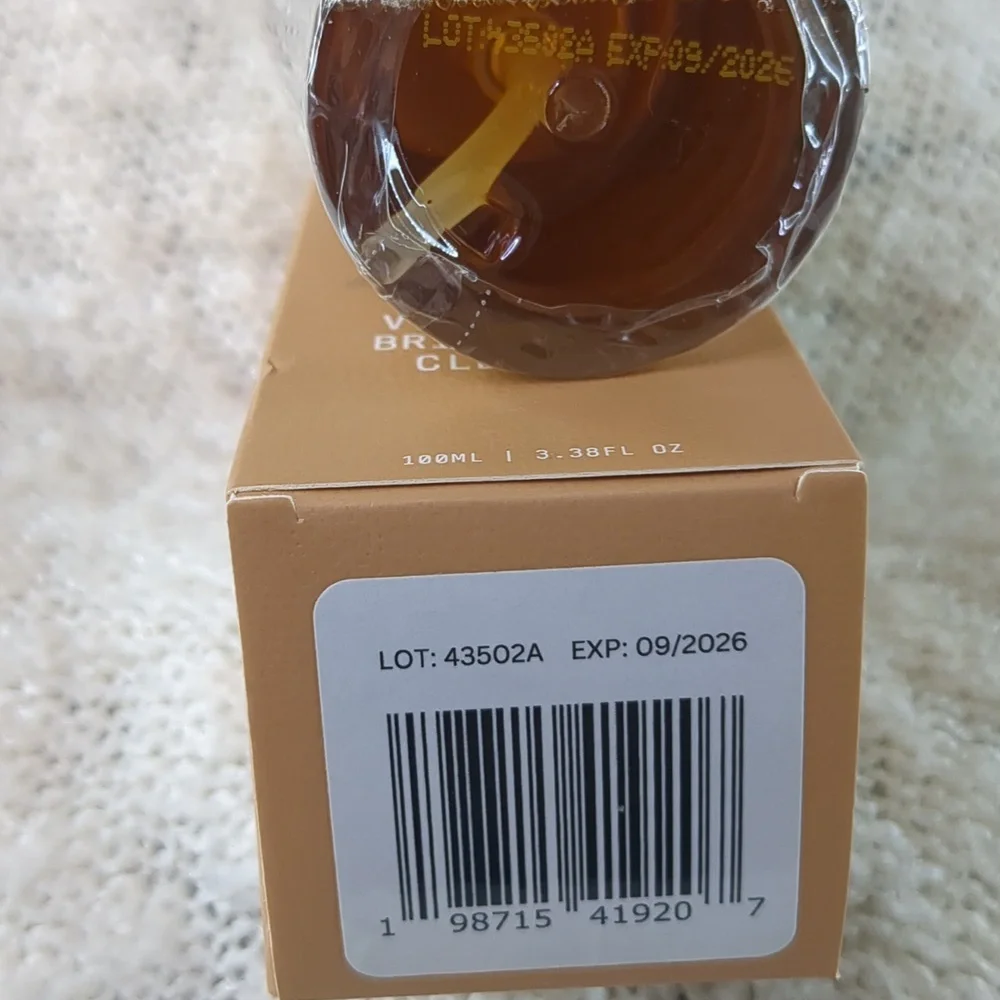 EXP:09/2026
100ML | 3.38FL OZ
LOT: 43502A EXP: 09/2026
1 98715 41920 7